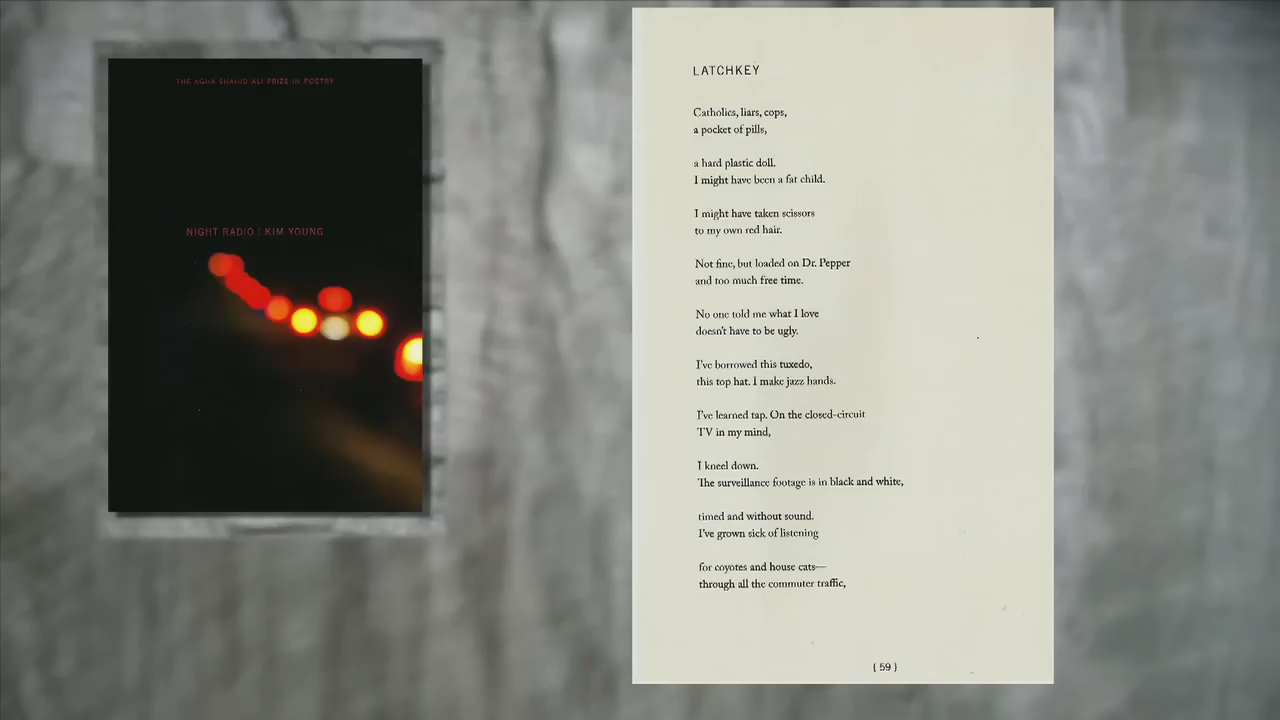 THE AGHA SHAHID ALI PRIZE IN POETRY
NIGHT RADIO : KIM YOUNG
LATCHKEY
Catholics, liars, cops,
a pocket of pills,
a hard plastic doll.
I might have been a fat child.
I might have taken scissors
to my own red hair.
Not fine, but loaded on Dr. Pepper
and too much free time.
No one told me what I love
doesn't have to be ugly.
I've borrowed this tuxedo,
this top hat. I make jazz hands.
I've learned tap. On the closed-circuit
TV in my mind,
I kneel down.
The surveillance footage is in black and white,
timed and without sound.
I've grown sick of listening
for coyotes and house cats—
through all the commuter traffic,
( 59 )